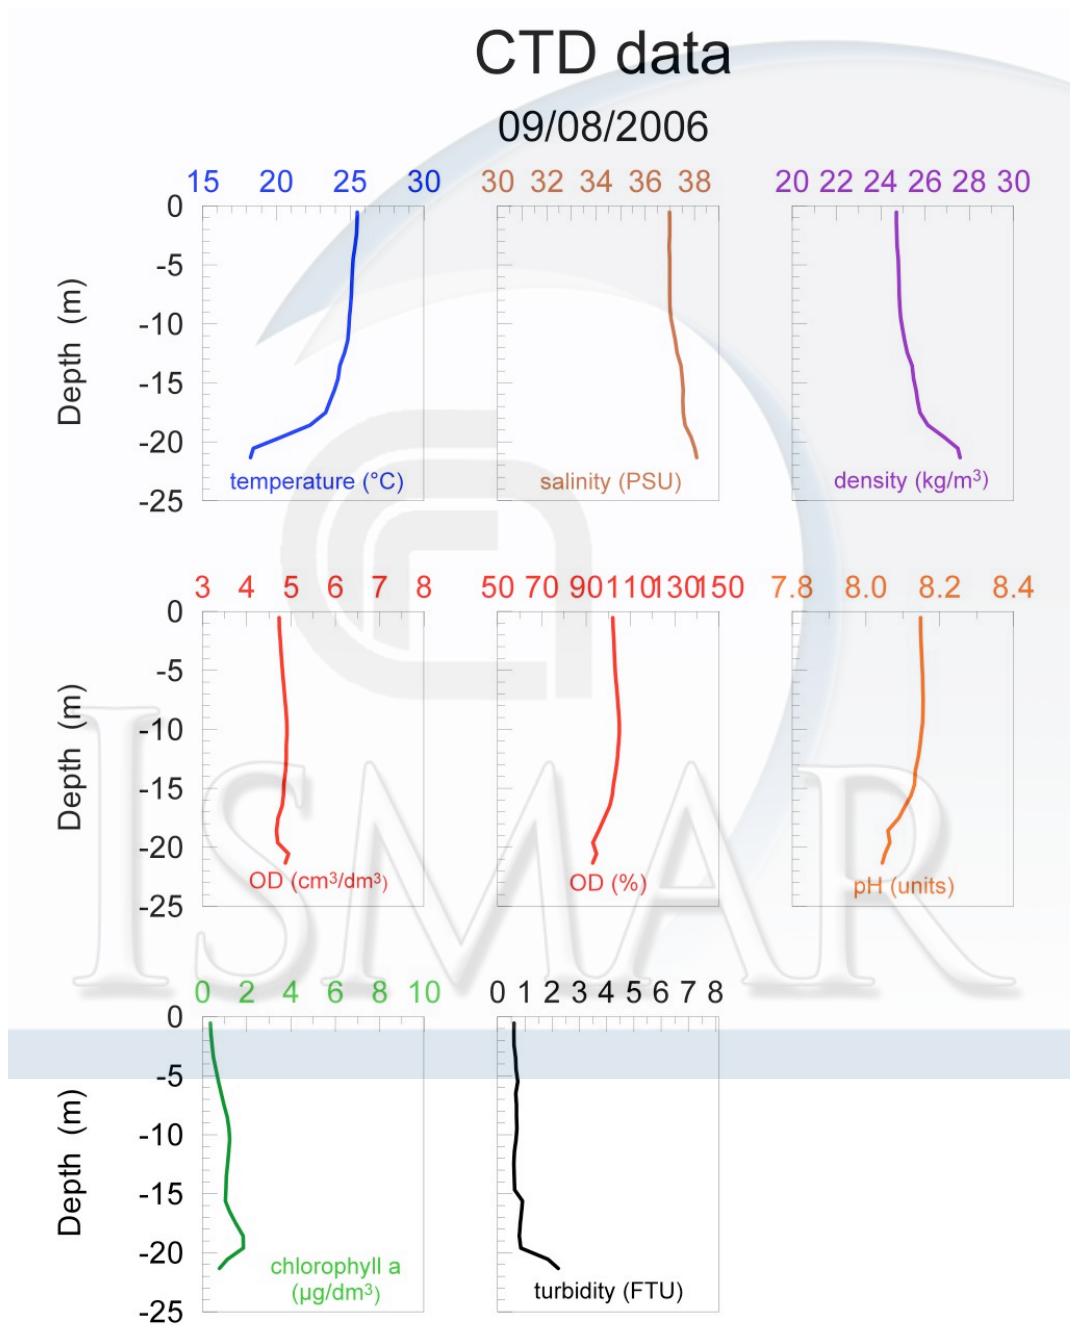 CTD data
09/08/2006
15 20 25 30
30 32 34 36 38
20 22 24 26 28 30
0
-5
-10
-15
-20
-25
Depth (m)
temperature (°C)
salinity (PSU)
density (kg/m³)
3 4 5 6 7 8
50 70 90 110 130 150
7.8 8.0 8.2 8.4
0
-5
-10
-15
-20
-25
Depth (m)
OD (cm³/dm³)
OD (%)
pH (units)
ISMAR
0 2 4 6 8 10
0 1 2 3 4 5 6 7 8
0
-5
-10
-15
-20
-25
Depth (m)
chlorophyll a
(µg/dm³)
turbidity (FTU)